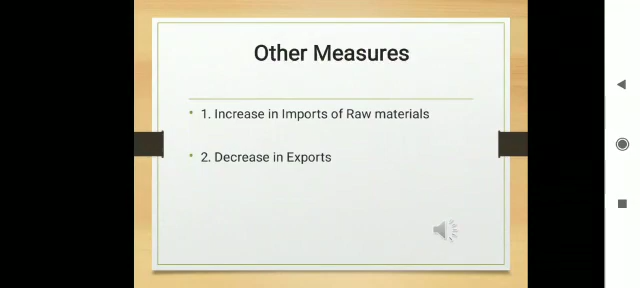 Other Measures
1. Increase in Imports of Raw materials
2. Decrease in Exports